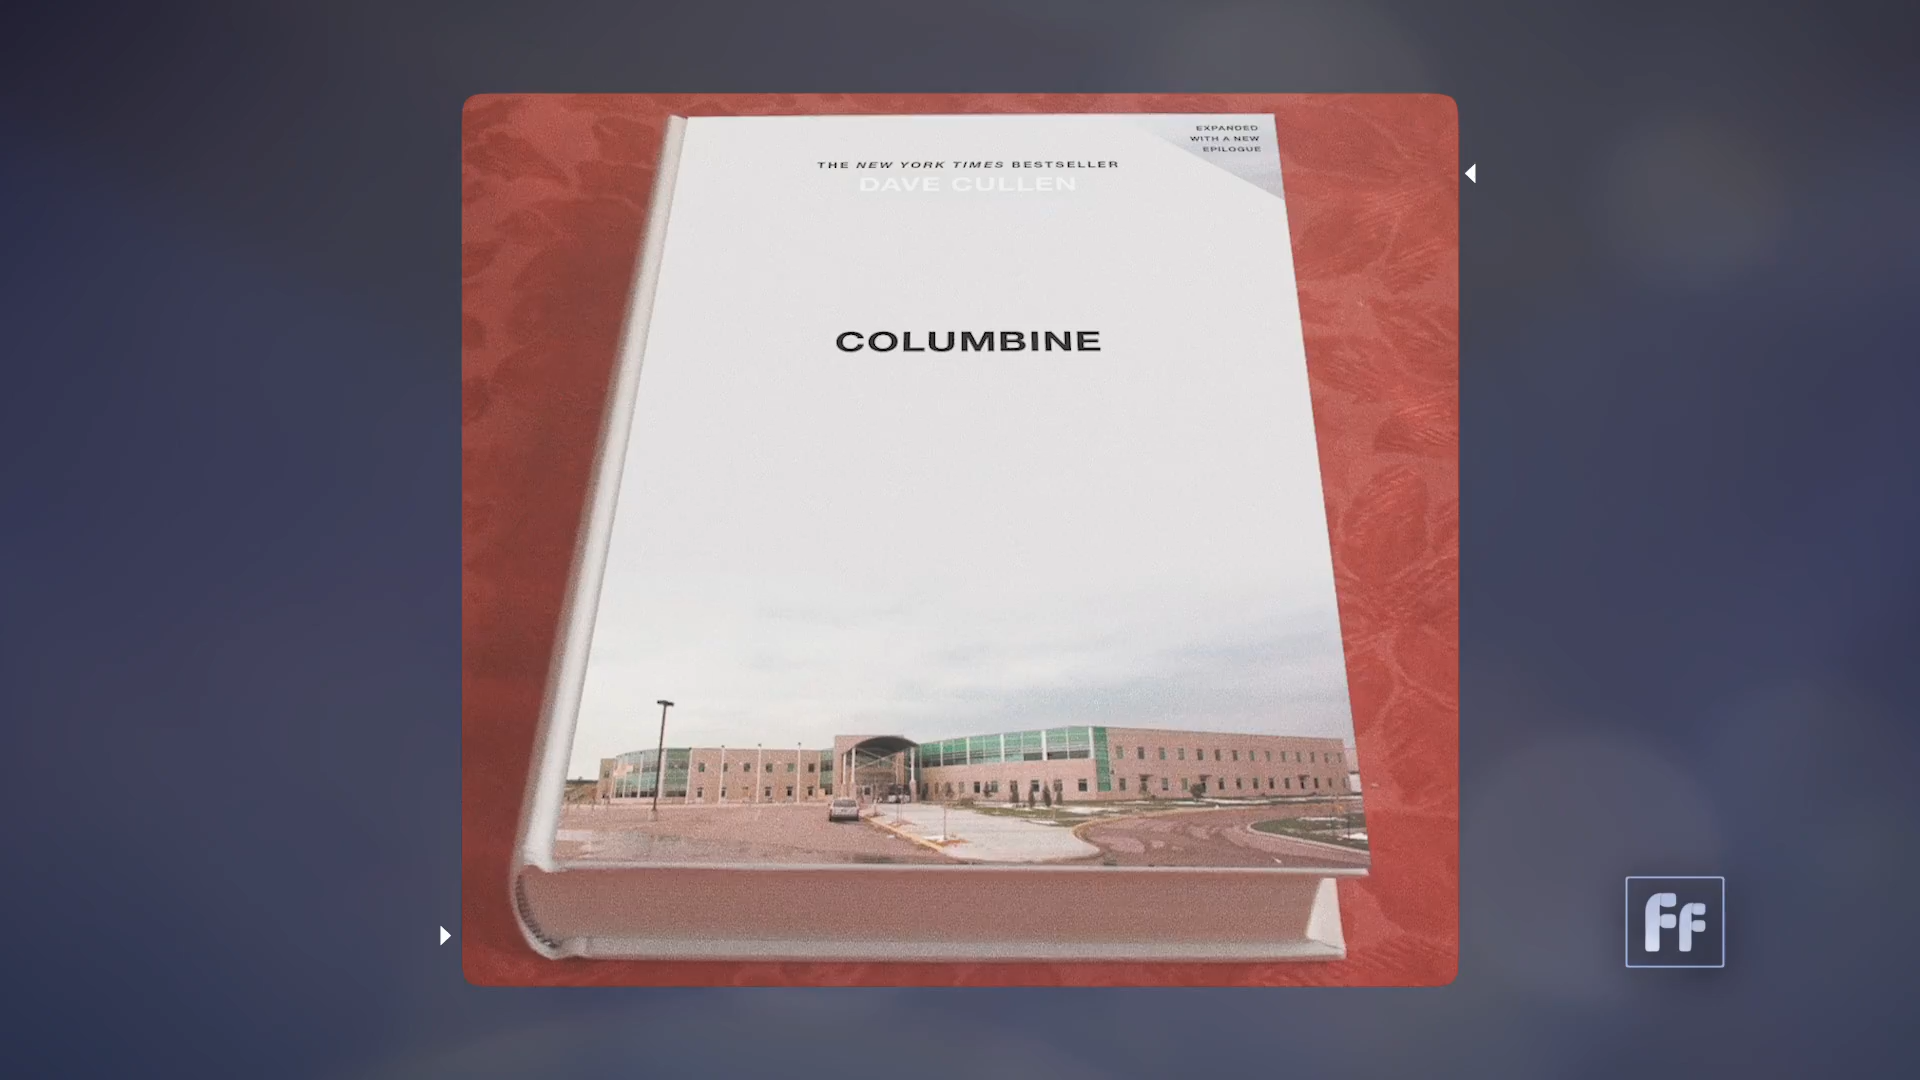 EXPANDED
WITH A NEW
EPILOGUE
THE NEW YORK TIMES BESTSELLER
DAVE CULLEN
COLUMBINE
FF